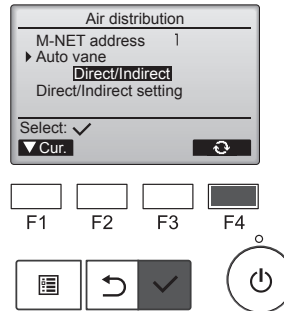 Air distribution
M-NET address 1
Auto vane
Direct/Indirect
Direct/Indirect setting
Select:
Cur.
F1 F2 F3 F4